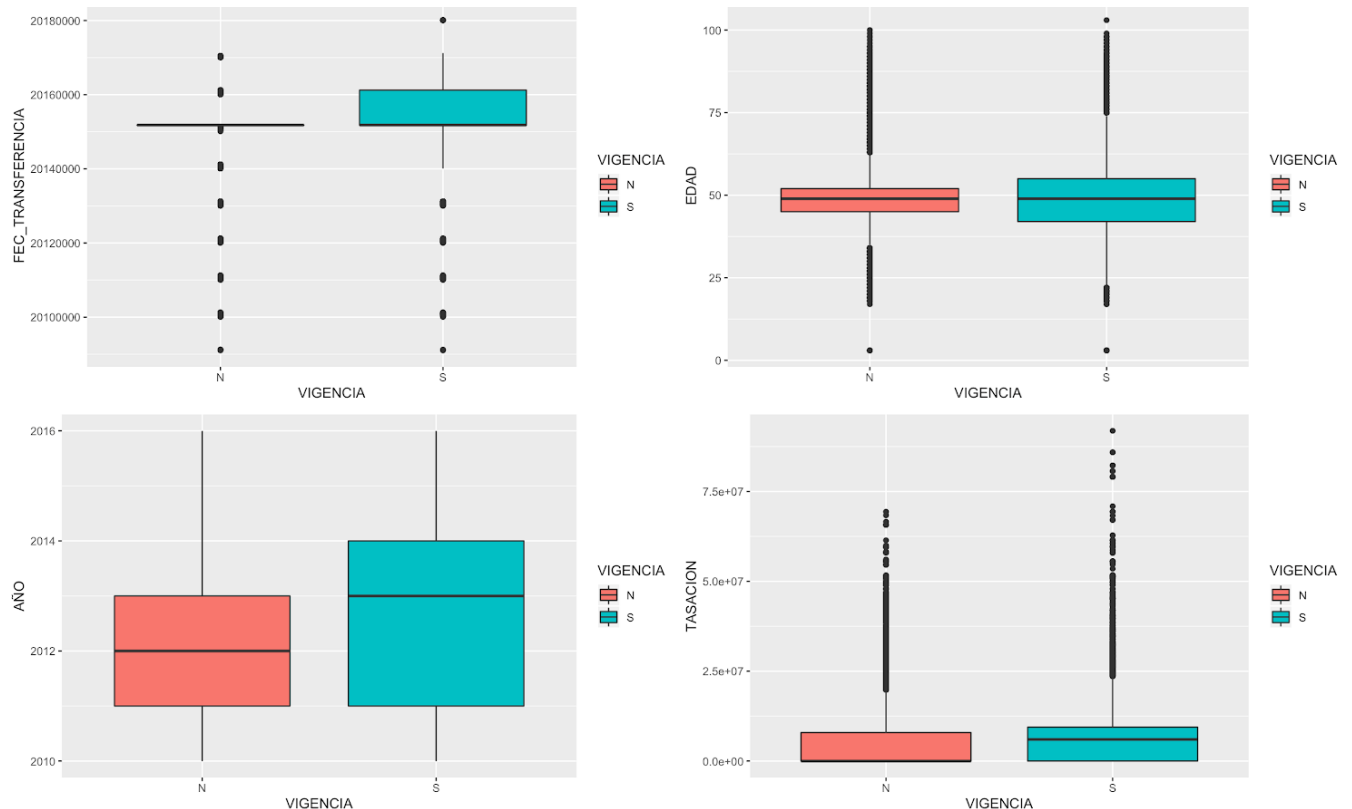 20180000
20160000
20140000
20120000
20100000
FEC_TRANSFERENCIA
N
S
VIGENCIA
VIGENCIA
N
S
100
75
50
25
0
EDAD
N
S
VIGENCIA
VIGENCIA
N
S
2016
2014
2012
2010
AÑO
N
S
VIGENCIA
VIGENCIA
N
S
7.5e+07
5.0e+07
2.5e+07
0.0e+00
TASACION
N
S
VIGENCIA
VIGENCIA
N
S